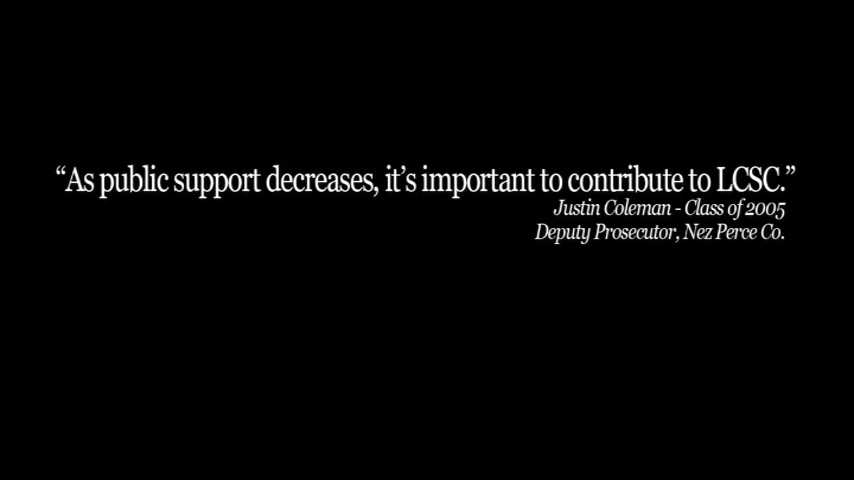 “As public support decreases, it’s important to contribute to LCSC.”
Justin Coleman - Class of 2005
Deputy Prosecutor, Nez Perce Co.